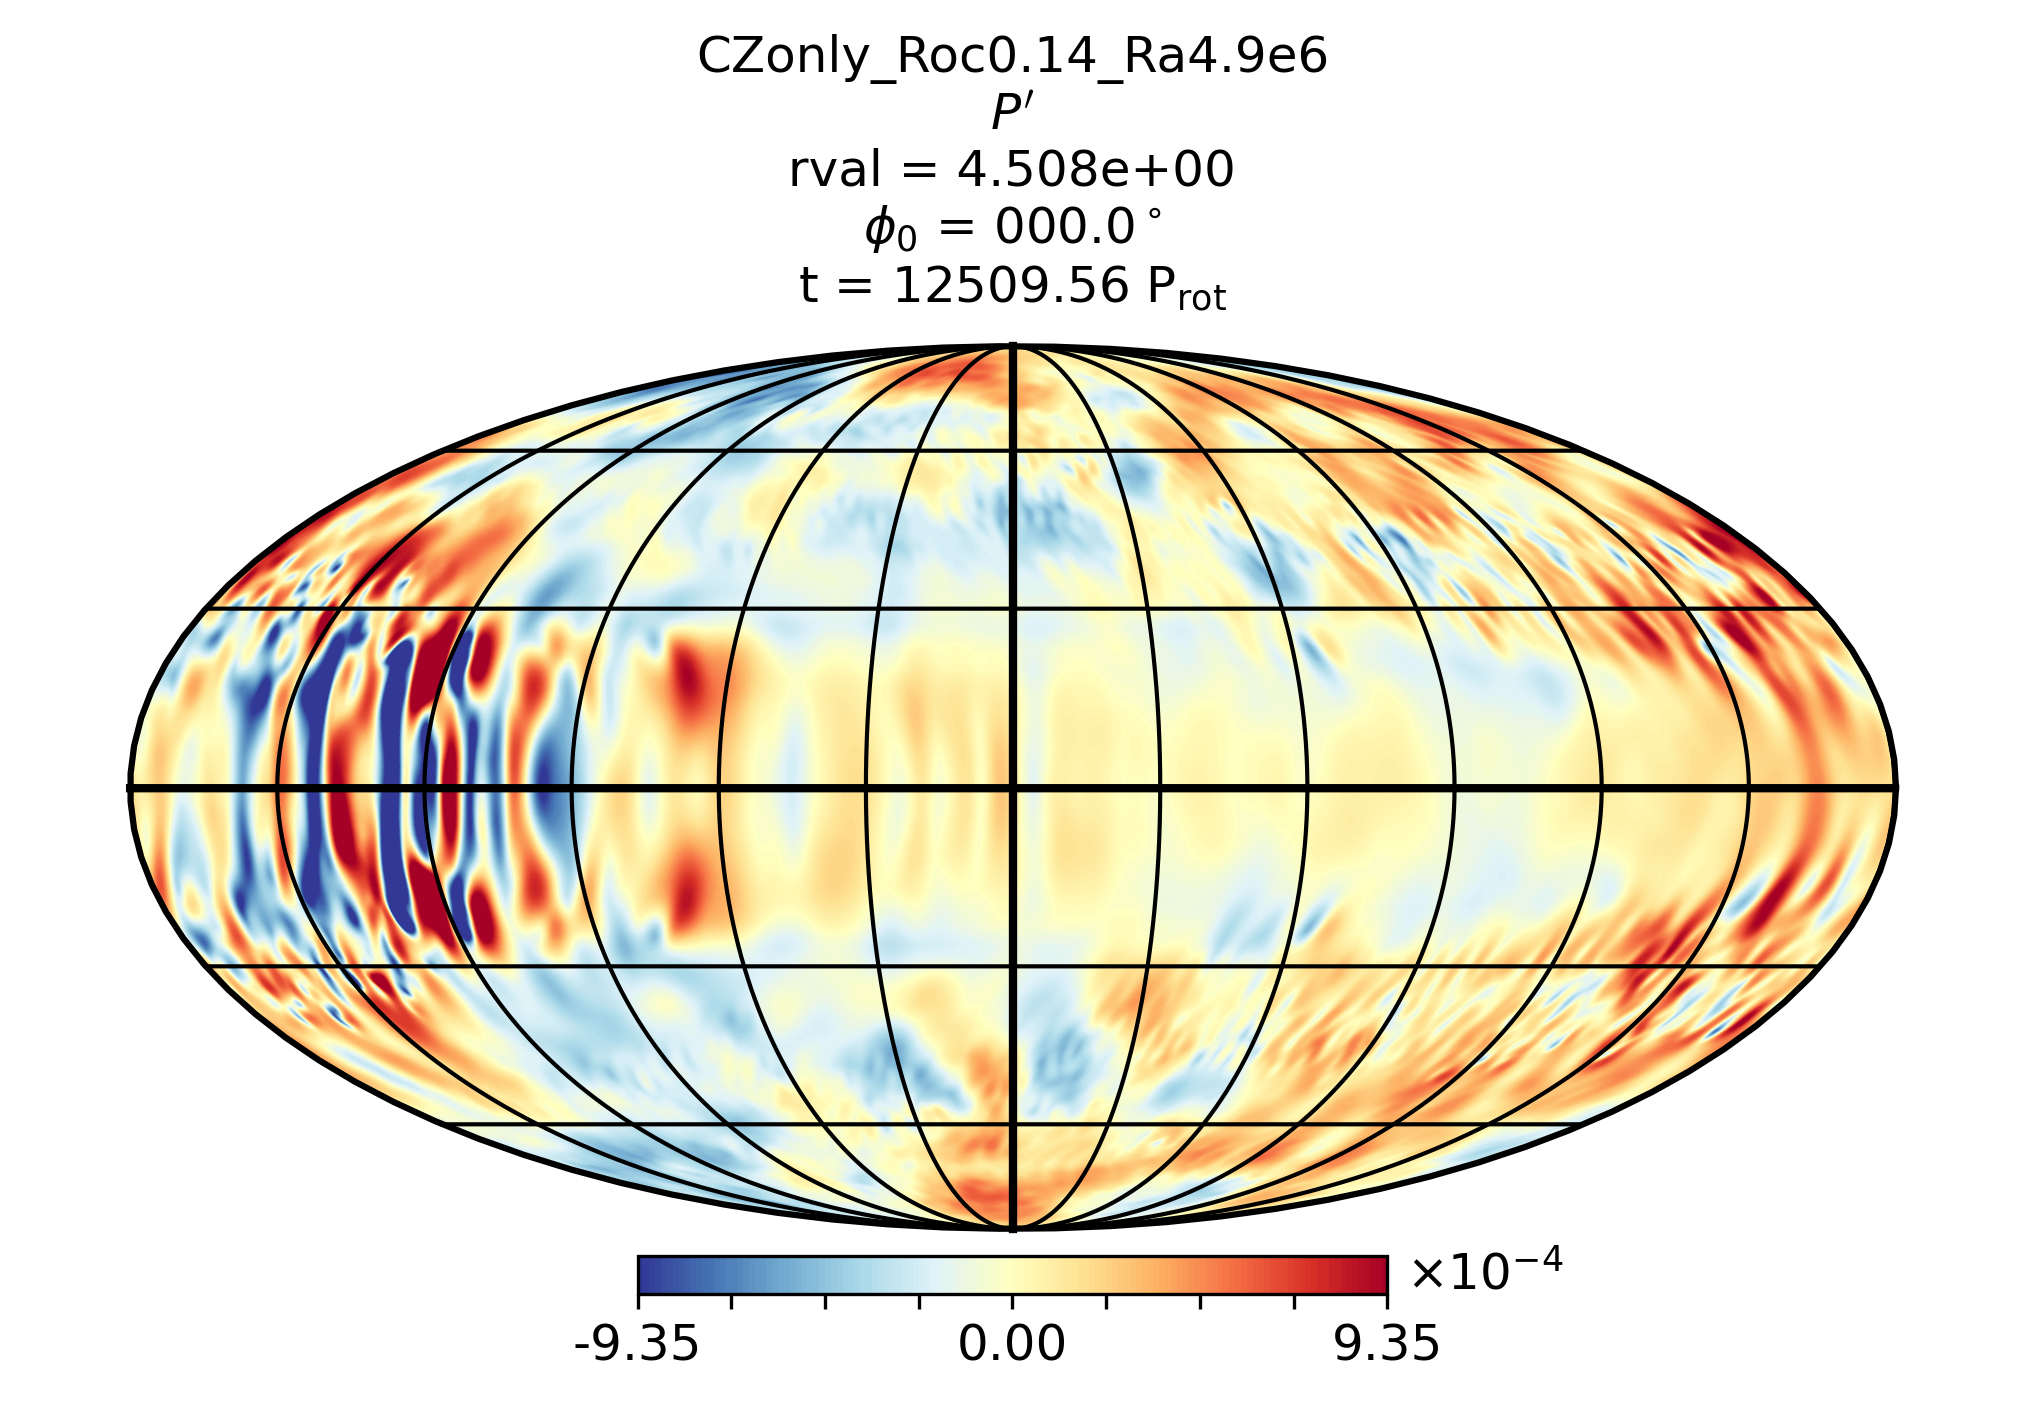 CZonly_Roc0.14_Ra4.9e6
P′
rval = 4.508e+00
ϕ₀ = 000.0°
t = 12509.56 P_rot
×10⁻⁴
-9.35 0.00 9.35